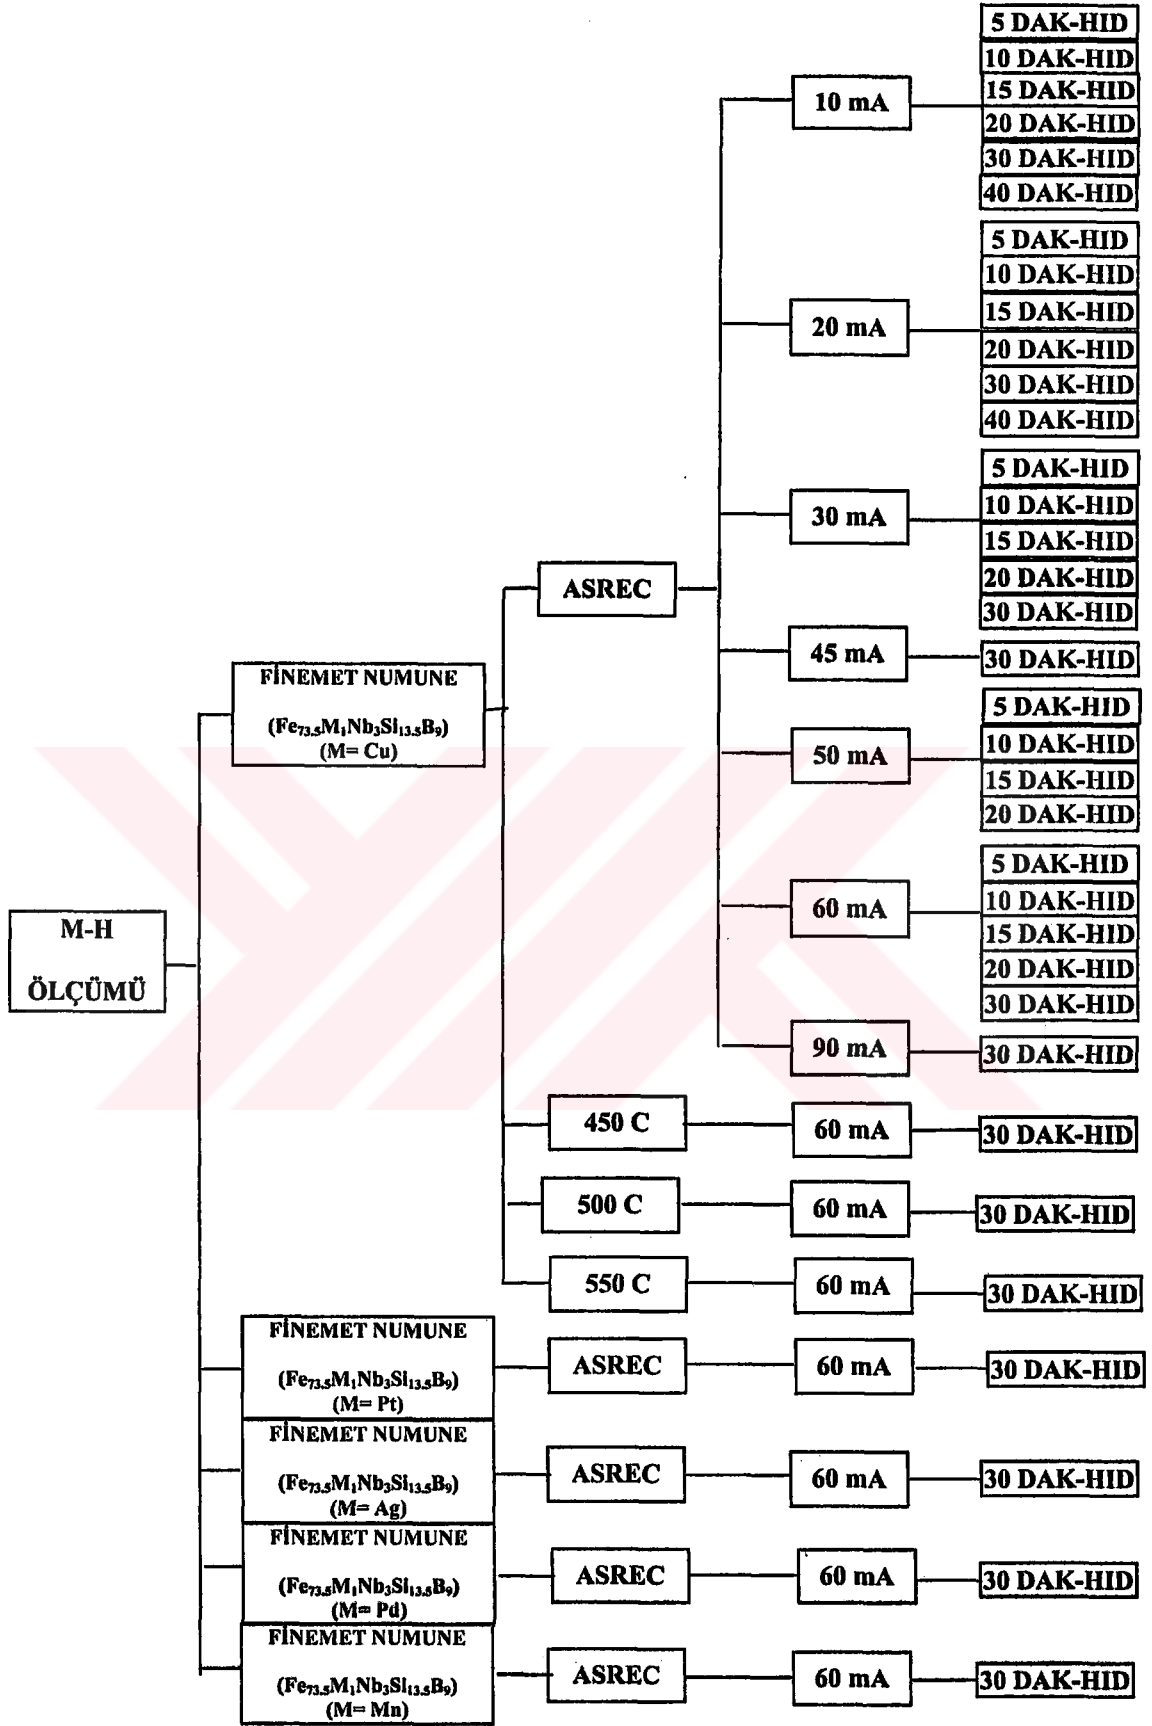 M-H
ÖLÇÜMÜ
FİNEMET NUMUNE
(Fe73.5M1Nb3Si13.5B9)
(M= Cu)
ASREC
10 mA
5 DAK-HID
10 DAK-HID
15 DAK-HID
20 DAK-HID
30 DAK-HID
40 DAK-HID
20 mA
5 DAK-HID
10 DAK-HID
15 DAK-HID
20 DAK-HID
30 DAK-HID
40 DAK-HID
30 mA
5 DAK-HID
10 DAK-HID
15 DAK-HID
20 DAK-HID
30 DAK-HID
45 mA
30 DAK-HID
50 mA
5 DAK-HID
10 DAK-HID
15 DAK-HID
20 DAK-HID
60 mA
5 DAK-HID
10 DAK-HID
15 DAK-HID
20 DAK-HID
30 DAK-HID
90 mA
30 DAK-HID
450 C
60 mA
30 DAK-HID
500 C
60 mA
30 DAK-HID
550 C
60 mA
30 DAK-HID
FİNEMET NUMUNE
(Fe73.5M1Nb3Si13.5B9)
(M= Pt)
ASREC
60 mA
30 DAK-HID
FİNEMET NUMUNE
(Fe73.5M1Nb3Si13.5B9)
(M= Ag)
ASREC
60 mA
30 DAK-HID
FİNEMET NUMUNE
(Fe73.5M1Nb3Si13.5B9)
(M= Pd)
ASREC
60 mA
30 DAK-HID
FİNEMET NUMUNE
(Fe73.5M1Nb3Si13.5B9)
(M= Mn)
ASREC
60 mA
30 DAK-HID